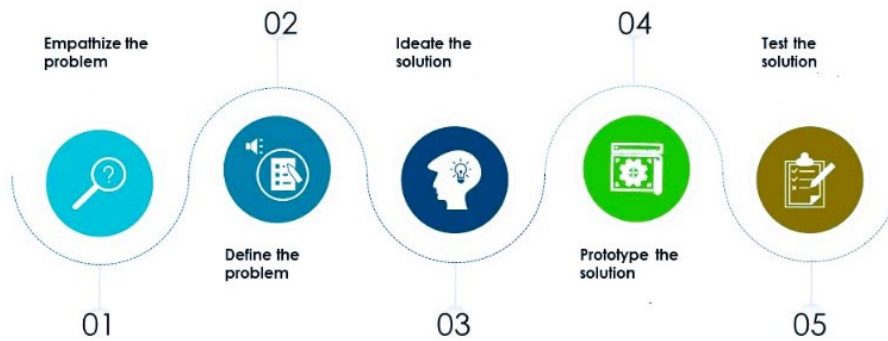 02
04
Empathize the
problem
Ideate the
solution
Test the
solution
?
Define the
problem
Prototype the
solution
01
03
05